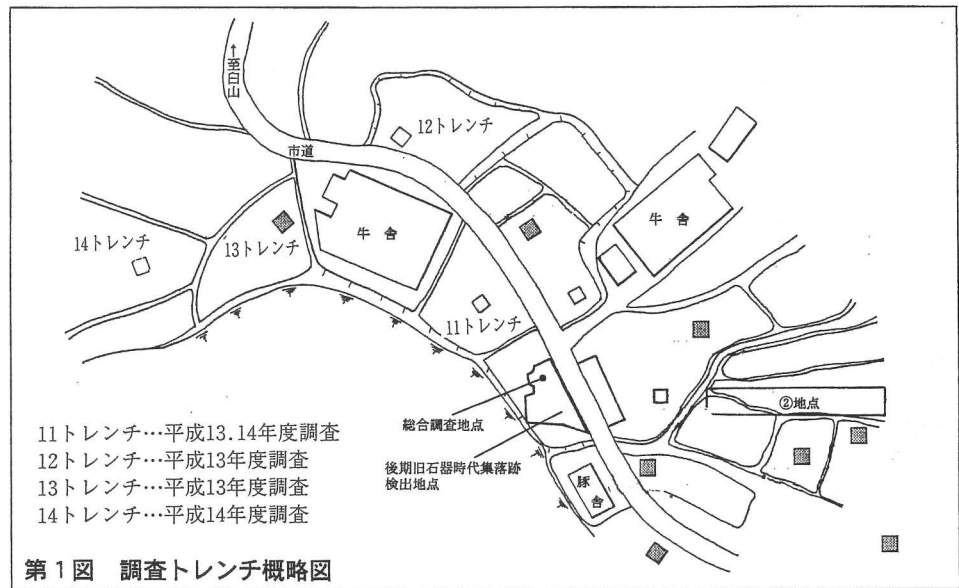 ↑至白山
市道
12トレンチ
牛舎
牛舎
14トレンチ
13トレンチ
11トレンチ
②地点
総合調査地点
後期旧石器時代集落跡
検出地点
豚舎
11トレンチ…平成13.14年度調査
12トレンチ…平成13年度調査
13トレンチ…平成13年度調査
14トレンチ…平成14年度調査
第1図 調査トレンチ概略図